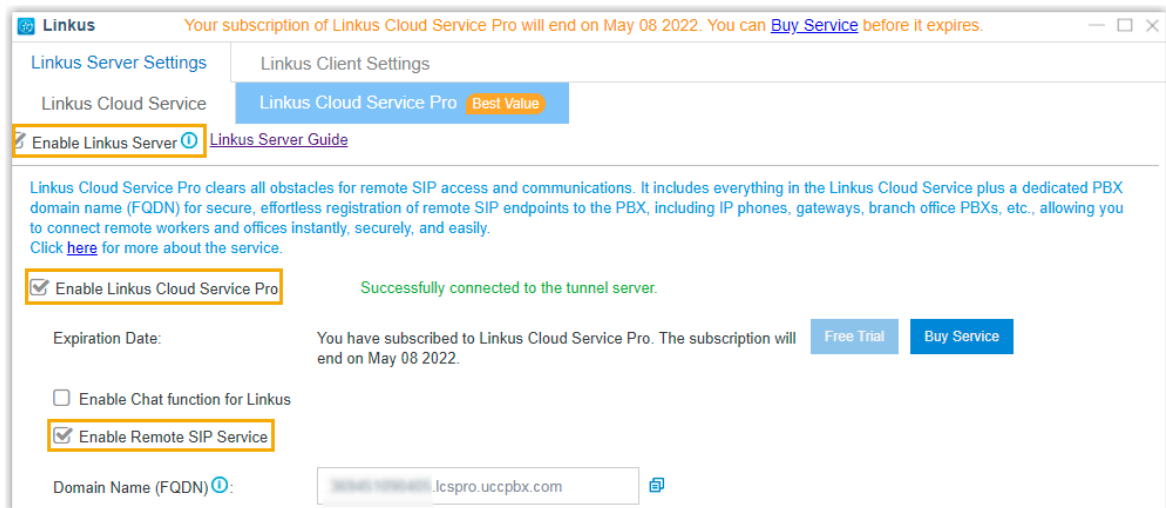 Linkus Your subscription of Linkus Cloud Service Pro will end on May 08 2022. You can Buy Service before it expires.
Linkus Server Settings Linkus Client Settings
Linkus Cloud Service Linkus Cloud Service Pro Best Value
Enable Linkus Server Linkus Server Guide
Linkus Cloud Service Pro clears all obstacles for remote SIP access and communications. It includes everything in the Linkus Cloud Service plus a dedicated PBX
domain name (FQDN) for secure, effortless registration of remote SIP endpoints to the PBX, including IP phones, gateways, branch office PBXs, etc., allowing you
to connect remote workers and offices instantly, securely, and easily.
Click here for more about the service.
Enable Linkus Cloud Service Pro Successfully connected to the tunnel server.
Expiration Date: You have subscribed to Linkus Cloud Service Pro. The subscription will Free Trial Buy Service
end on May 08 2022.
Enable Chat function for Linkus
Enable Remote SIP Service
Domain Name (FQDN) : .lcspro.uccpbx.com